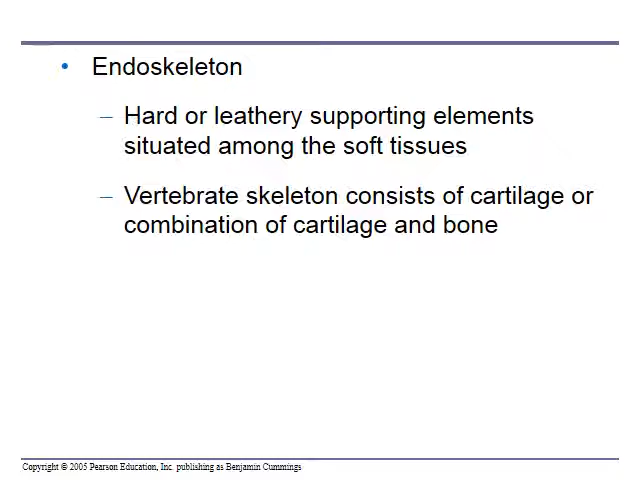 • Endoskeleton
– Hard or leathery supporting elements
situated among the soft tissues
– Vertebrate skeleton consists of cartilage or
combination of cartilage and bone
Copyright © 2005 Pearson Education, Inc. publishing as Benjamin Cummings